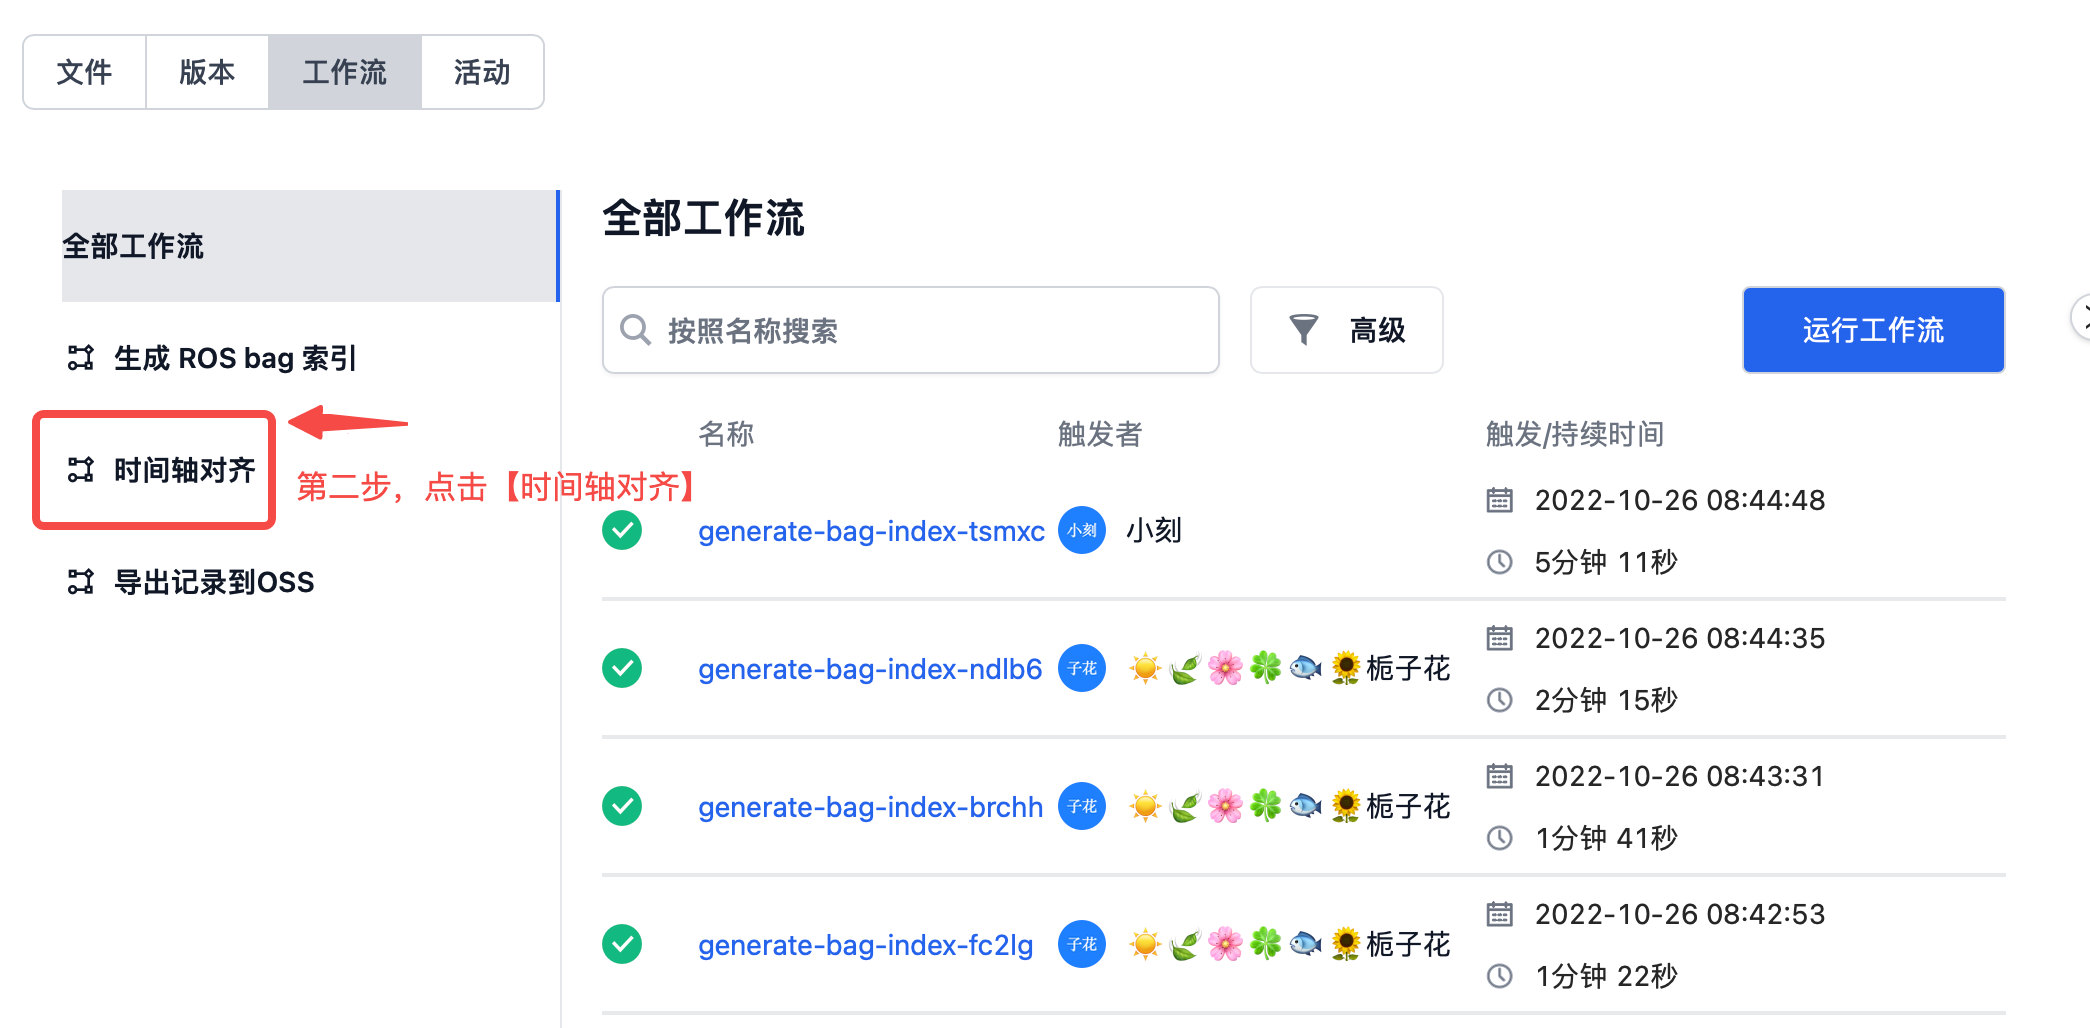 文件
版本
工作流
活动
全部工作流
生成 ROS bag 索引
时间轴对齐
导出记录到OSS
第二步，点击【时间轴对齐】
全部工作流
按照名称搜索
高级
运行工作流
名称
触发者
触发/持续时间
generate-bag-index-tsmxc
小刻
小刻
2022-10-26 08:44:48
5分钟 11秒
generate-bag-index-ndlb6
子花
☀️🍃🌸🍀🐟🌻栀子花
2022-10-26 08:44:35
2分钟 15秒
generate-bag-index-brchh
子花
☀️🍃🌸🍀🐟🌻栀子花
2022-10-26 08:43:31
1分钟 41秒
generate-bag-index-fc2lg
子花
☀️🍃🌸🍀🐟🌻栀子花
2022-10-26 08:42:53
1分钟 22秒